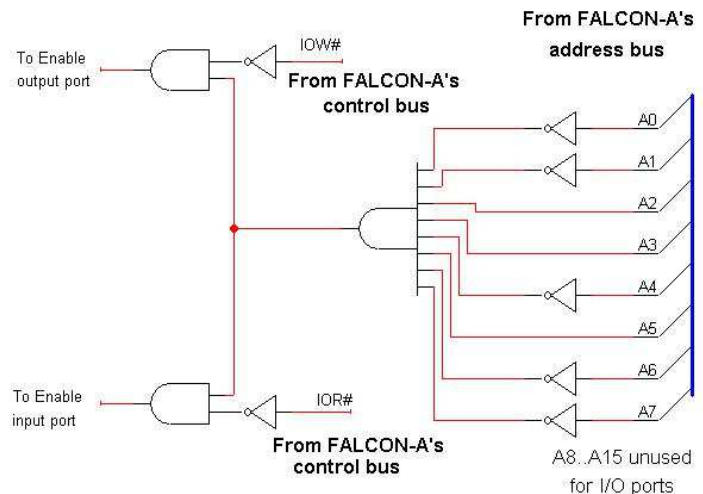 From FALCON-A's
address bus
To Enable
output port
IOW#
From FALCON-A's
control bus
A0
A1
A2
A3
A4
A5
A6
A7
To Enable
input port
IOR#
From FALCON-A's
control bus
A8..A15 unused
for I/O ports